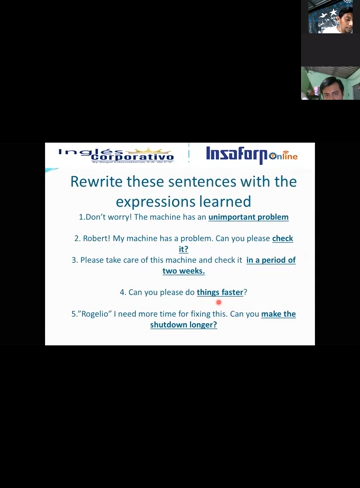 Inglés
Corporativo
Insaforp Online
Rewrite these sentences with the
expressions learned
1.Don't worry! The machine has an unimportant problem
2. Robert! My machine has a problem. Can you please check
it?
3. Please take care of this machine and check it  in a period of
two weeks.
4. Can you please do things faster?
5."Rogelio" I need more time for fixing this. Can you make the
shutdown longer?